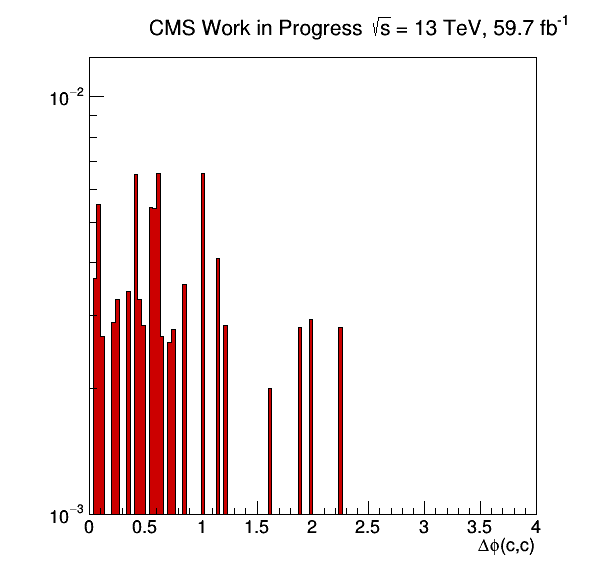 CMS Work in Progress √s = 13 TeV, 59.7 fb⁻¹
10⁻²
10⁻³
0 0.5 1 1.5 2 2.5 3 3.5 4
Δϕ(c,c)